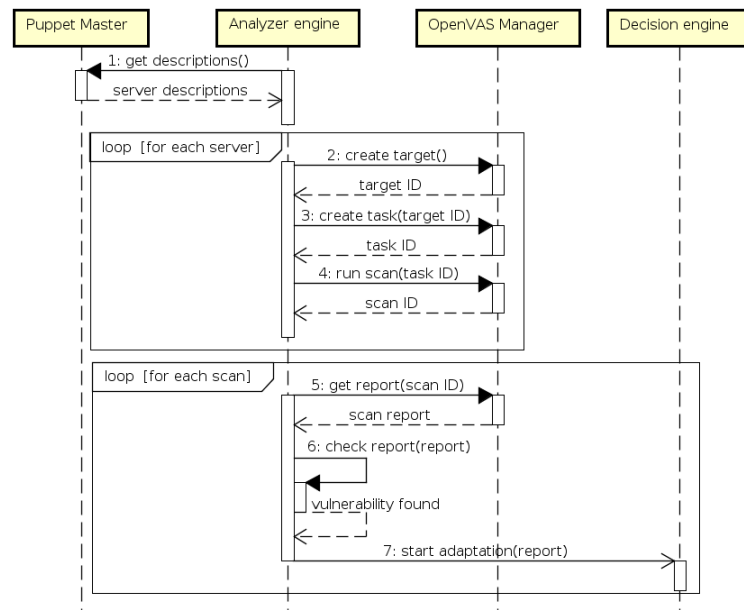 Puppet Master
Analyzer engine
OpenVAS Manager
Decision engine
1: get descriptions()
server descriptions
loop [for each server]
2: create target()
target ID
3: create task(target ID)
task ID
4: run scan(task ID)
scan ID
loop [for each scan]
5: get report(scan ID)
scan report
6: check report(report)
vulnerability found
7: start adaptation(report)